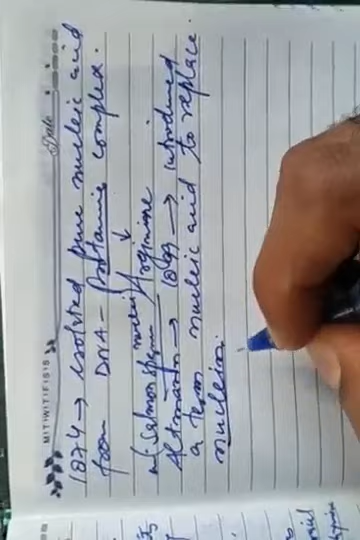 Date
M|T|W|T|F|S|S
1874 → isolated pure nucleic acid
from DNA - Protamine complex.
↓
nuclei
of Salmon sperm Arginine
Altmann → 1889 → introduced
a term nucleic acid to replace
nuclein.